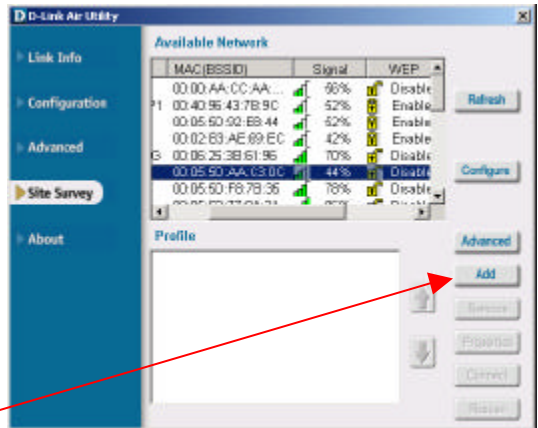 D-Link Air Utility
Link Info
Configuration
Advanced
Site Survey
About
Available Network
MAC(BSSID) Signal WEP
00:00:AA:CC:AA:... 66% Disable
P1 00:40:96:43:7B:9C 52% Enable
00:05:5D:92:EB:44 52% Enable
00:02:B3:AE:69:EC 42% Enable
G 00:06:25:3B:61:96 70% Disable
00:05:5D:AA:C3:0C 44% Disable
00:05:5D:F8:7B:36 78% Disable
Refresh
Configure
Profile
Advanced
Add
Remove
Properties
Connect